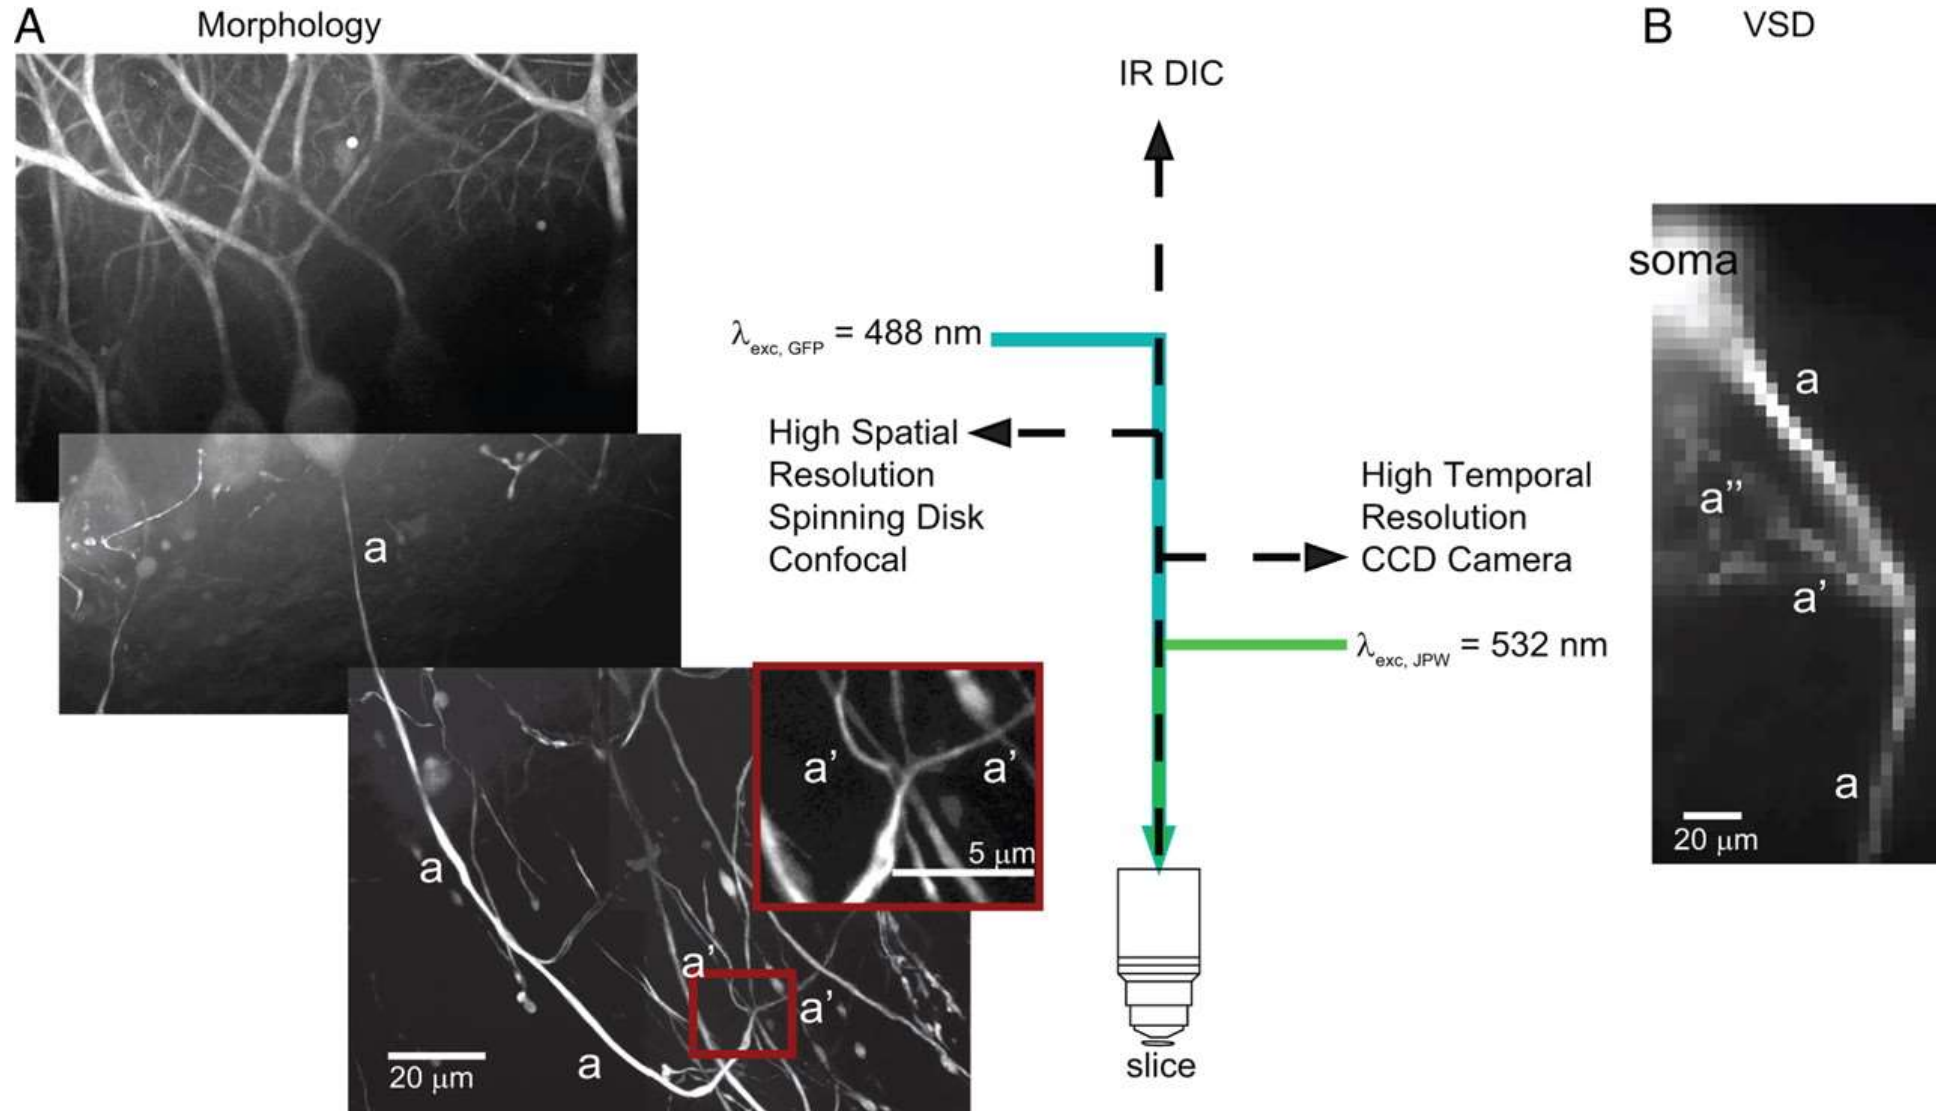 A
Morphology
a
a
a
a'
a'
a'
a'
5 μm
20 μm
IR DIC
λexc, GFP = 488 nm
High Spatial
Resolution
Spinning Disk
Confocal
High Temporal
Resolution
CCD Camera
λexc, JPW = 532 nm
slice
B
VSD
soma
a
a''
a'
a
20 μm